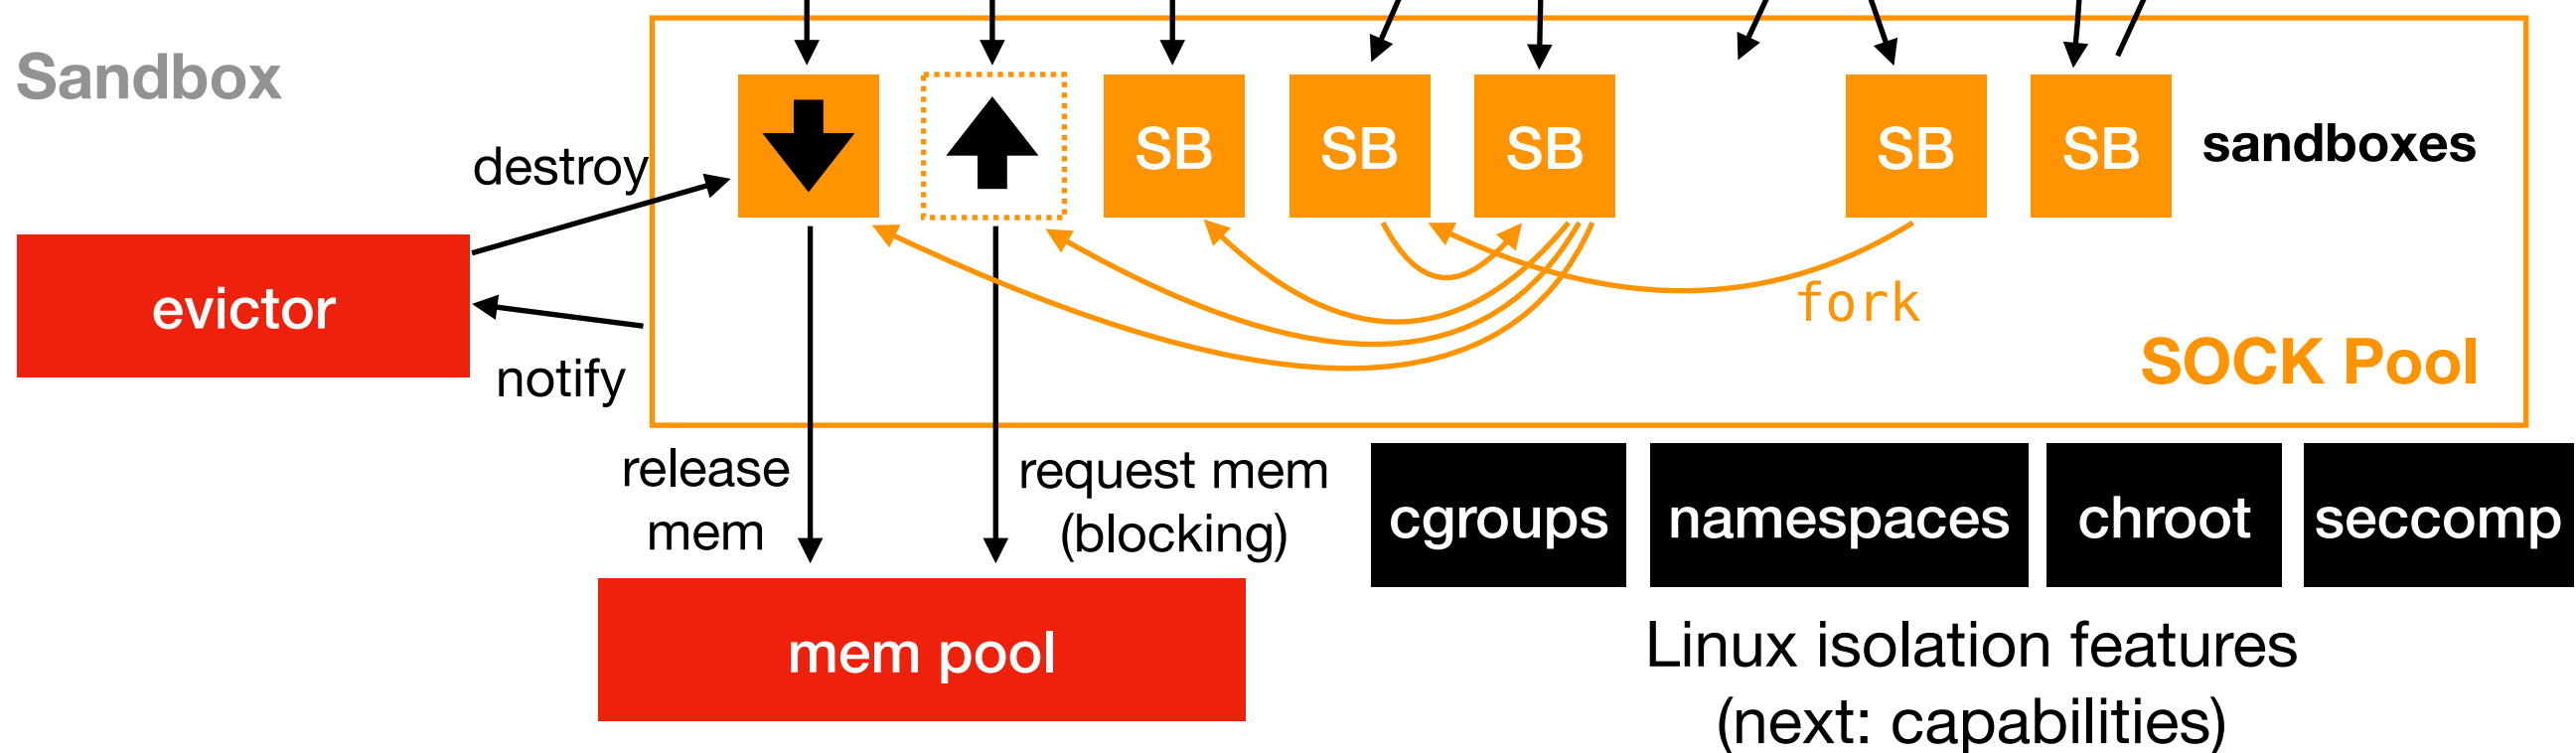 Sandbox
destroy
SB
SB
SB
SB
SB
sandboxes
evictor
notify
fork
SOCK Pool
release
mem
request mem
(blocking)
cgroups
namespaces
chroot
seccomp
mem pool
Linux isolation features
(next: capabilities)